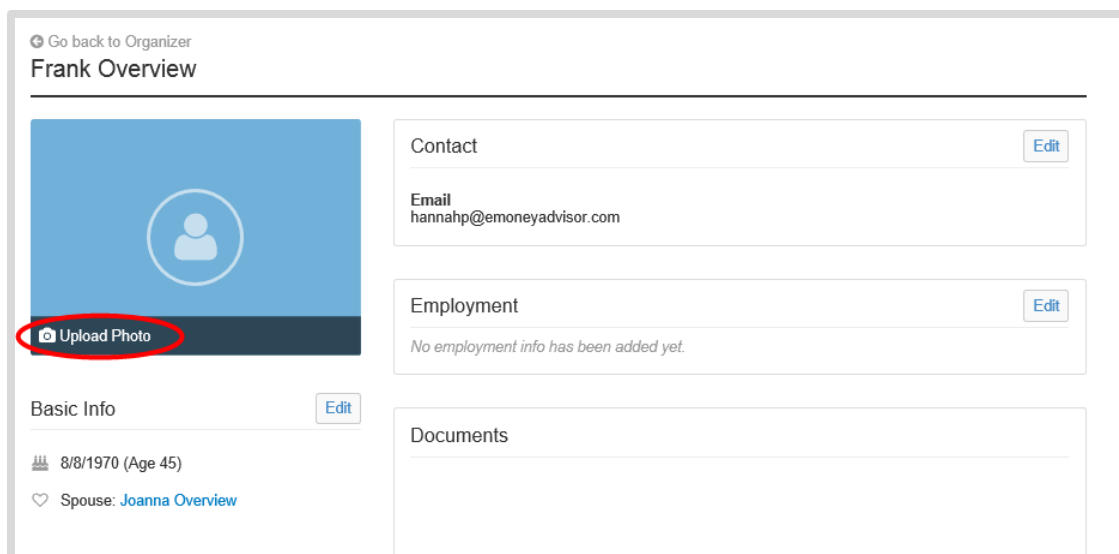 Go back to Organizer
Frank Overview
Upload Photo
Basic Info
Edit
8/8/1970 (Age 45)
Spouse: Joanna Overview
Contact
Edit
Email
hannahp@emoneyadvisor.com
Employment
Edit
No employment info has been added yet.
Documents